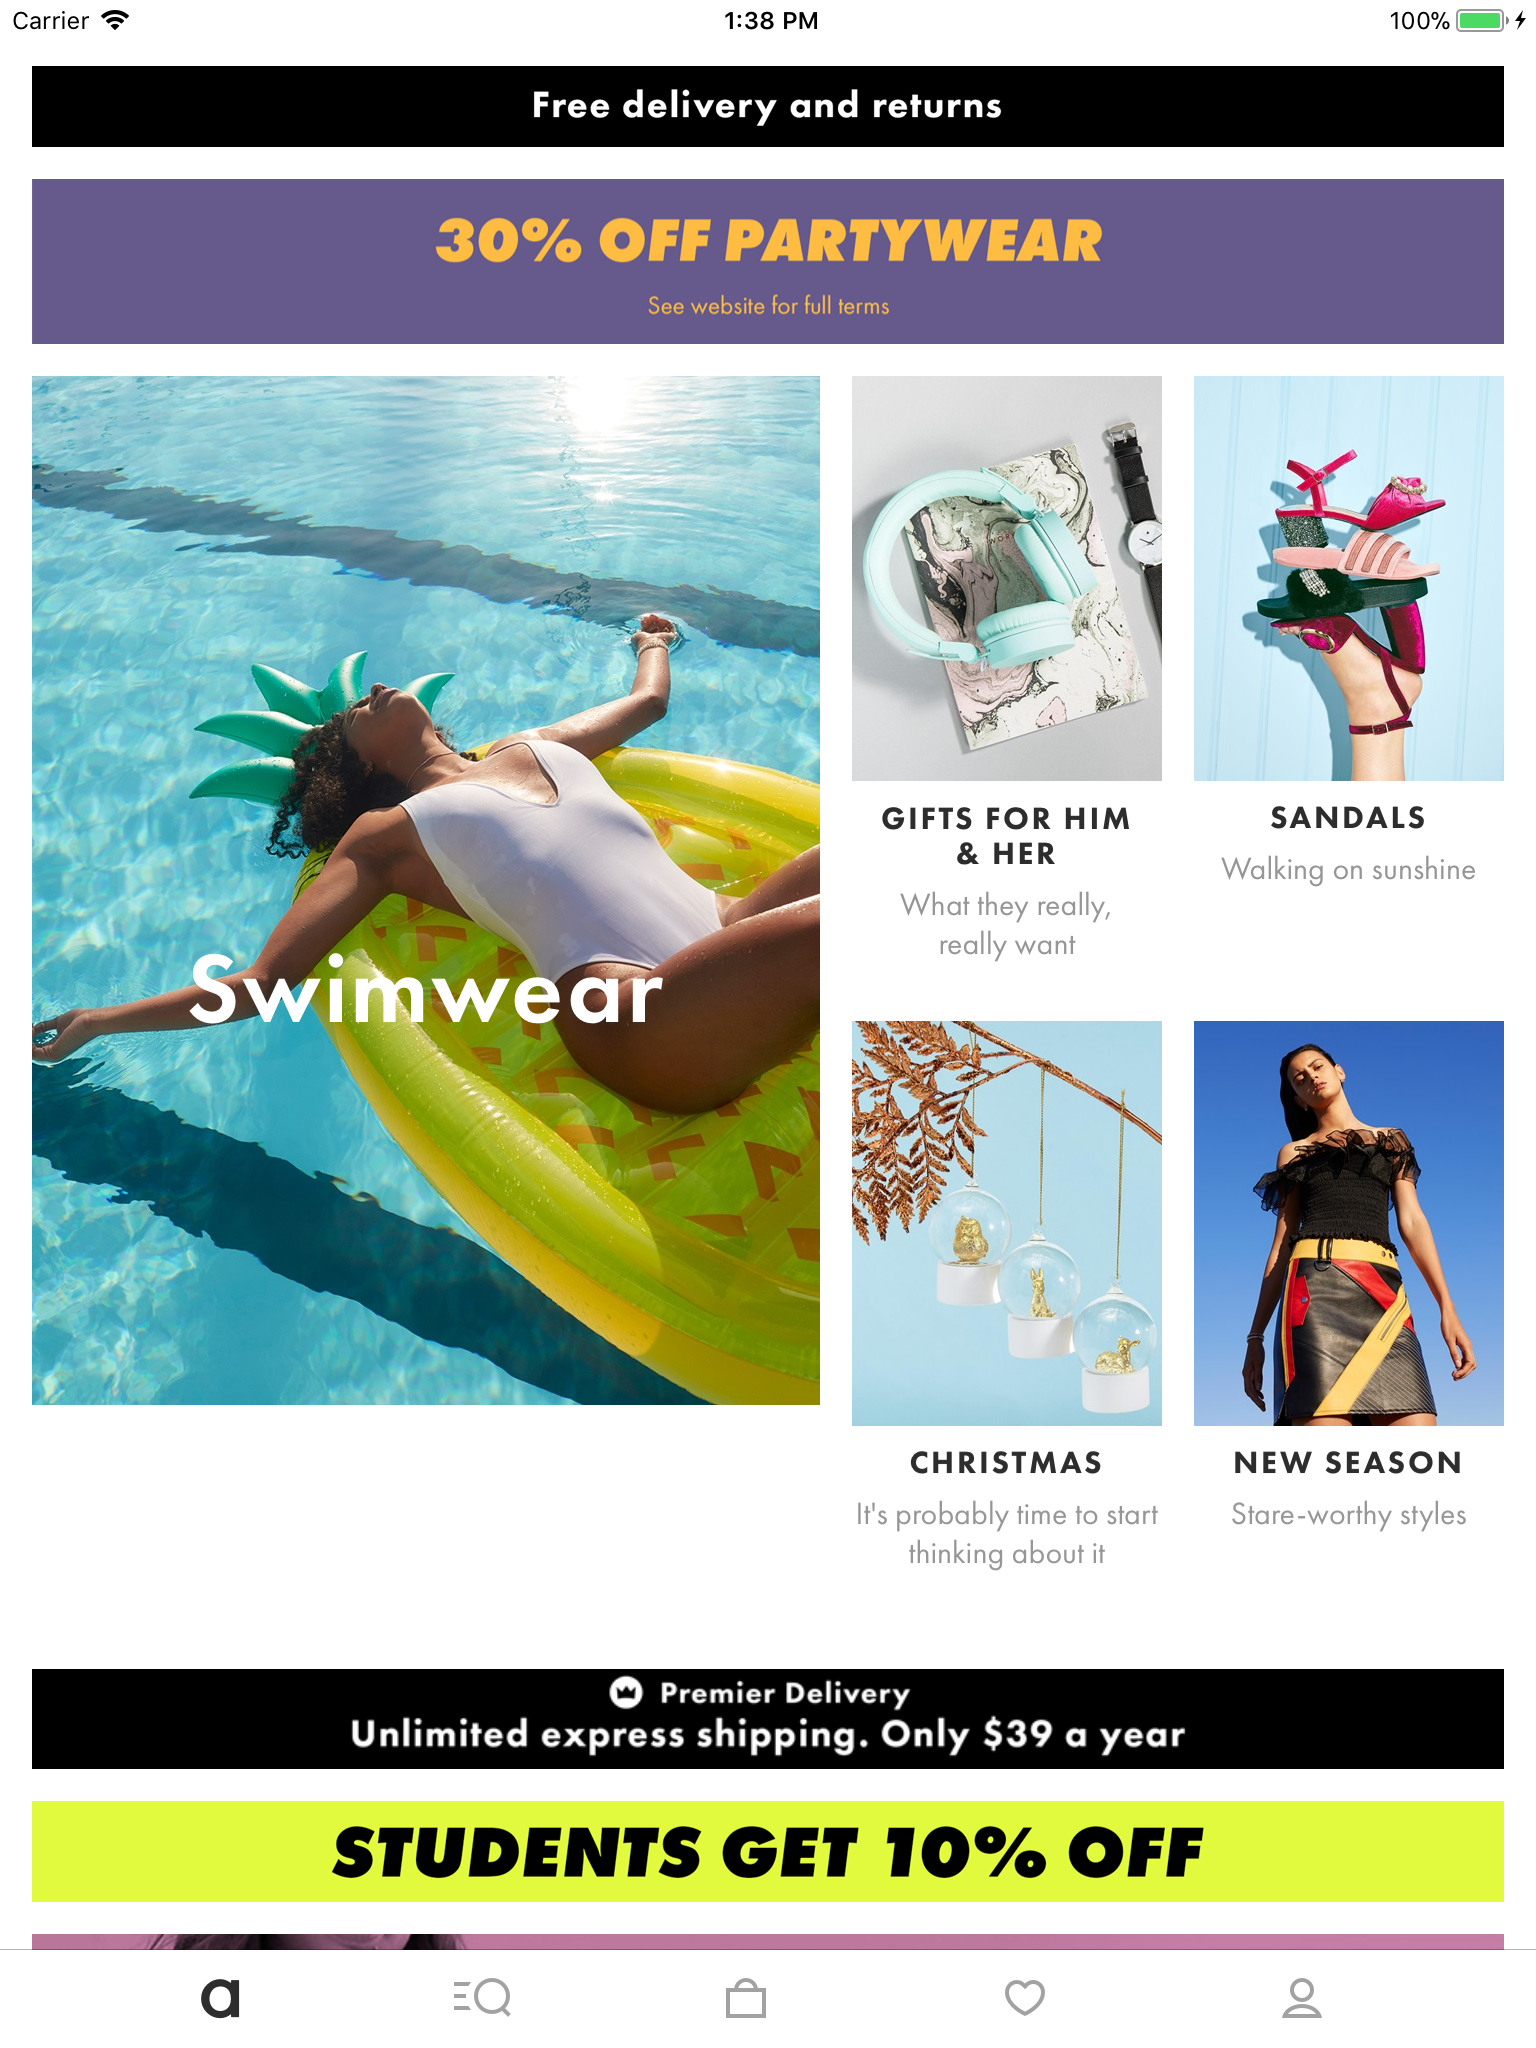 Carrier
1:38 PM
100%
Free delivery and returns
30% OFF PARTYWEAR
See website for full terms
Swimwear
GIFTS FOR HIM
& HER
What they really,
really want
SANDALS
Walking on sunshine
CHRISTMAS
It's probably time to start
thinking about it
NEW SEASON
Stare-worthy styles
Premier Delivery
Unlimited express shipping. Only $39 a year
STUDENTS GET 10% OFF
a